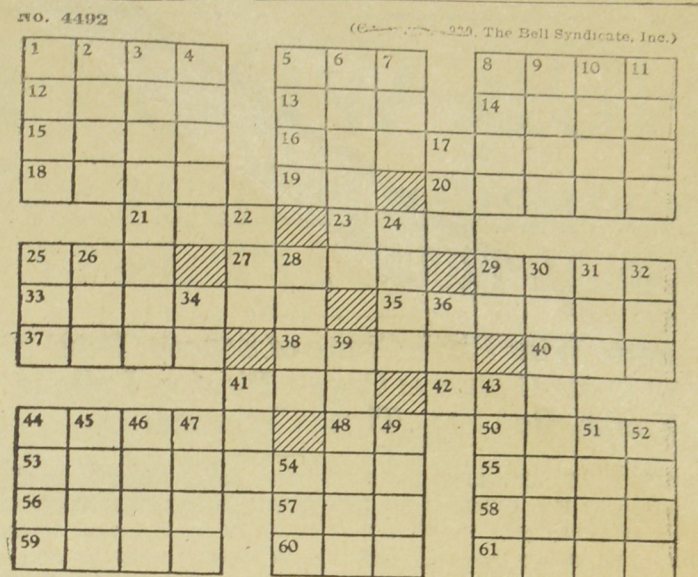 NO. 4492
The Bell Syndicate, Inc.)
1 2 3 4 5 6 7 8 9 10 11
12 13 14
15 16 17
18 19 20
21 22 23 24
25 26 27 28 29 30 31 32
33 34 35 36
37 38 39 40
41 42 43
44 45 46 47 48 49 50 51 52
53 54 55
56 57 58
59 60 61